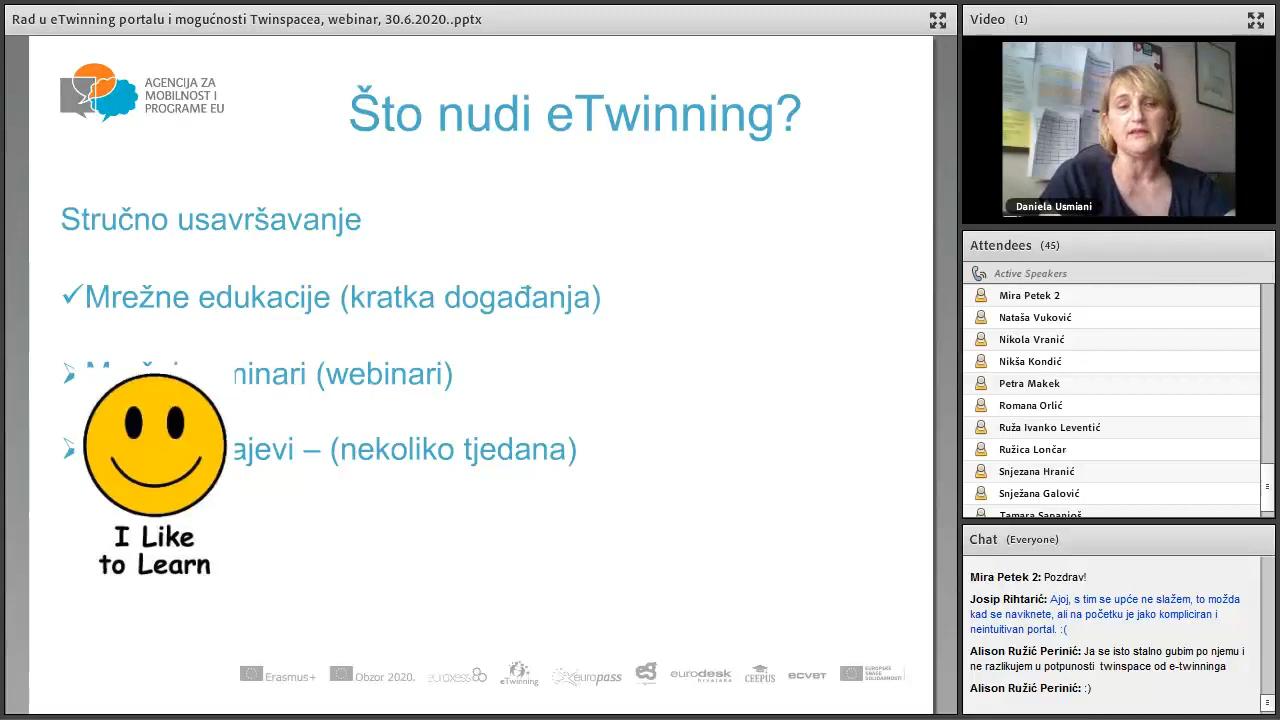 Rad u eTwinning portalu i mogućnosti Twinspacea, webinar, 30.6.2020..pptx
AGENCIJA ZA
MOBILNOST I
PROGRAME EU
Što nudi eTwinning?
Stručno usavršavanje
✓Mrežne edukacije (kratka događanja)
(webinari)
– (nekoliko tjedana)
I Like
to Learn
Erasmus+
Obzor 2020.
euraxess
eTwinning
europass
eurodesk
hrvatska
CEEPUS
ECVET
EUROPSKE
SNAGE
SOLIDARNOSTI
Video (1)
Daniela Usmiani
Attendees (45)
Active Speakers
Mira Petek 2
Nataša Vuković
Nikola Vranić
Nikša Kondić
Petra Makek
Romana Orlić
Ruža Ivanko Leventić
Ružica Lončar
Snjezana Hranić
Snježana Galović
Tamara
Chat (Everyone)
Mira Petek 2: Pozdrav!
Josip Rihtarić: Ajoj, s tim se upće ne slažem, to možda
kad se naviknete, ali na početku je jako kompliciran i
neintuitivan portal. :(
Alison Ružić Perinić: Ja se isto stalno gubim po njemu i
ne razlikujem u potpunosti twinspace od e-twinninga
Alison Ružić Perinić: :)